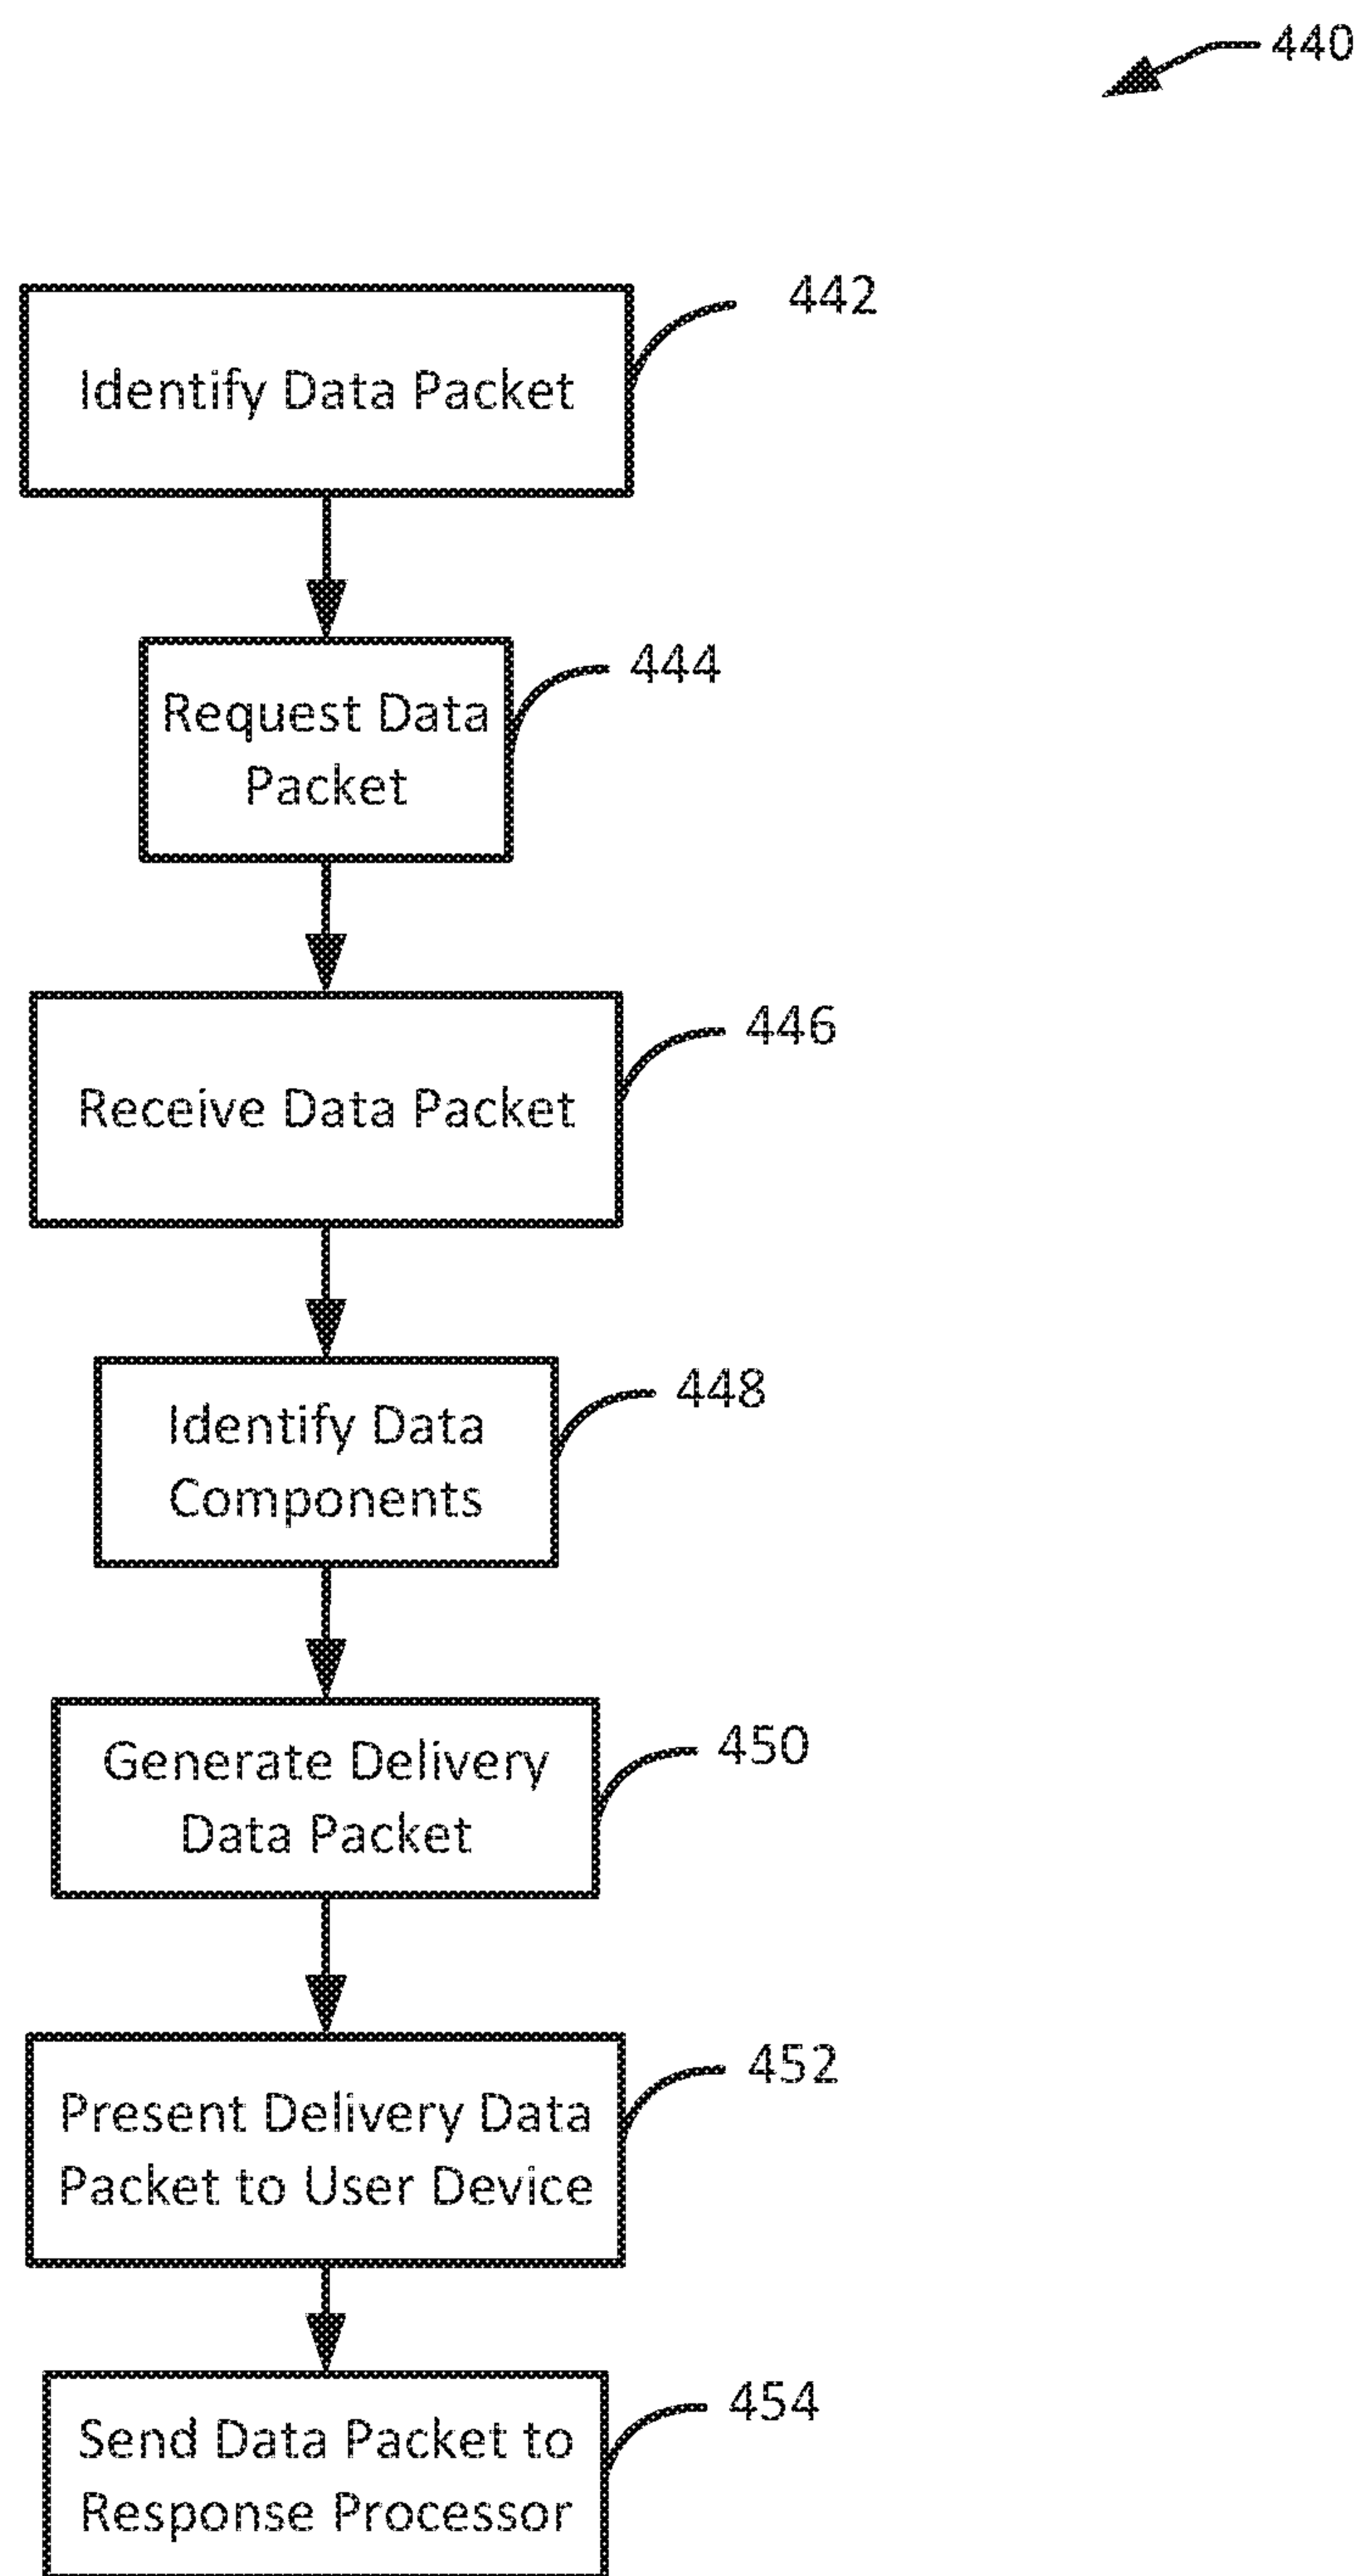 440
442
Identify Data Packet
444
Request Data
Packet
446
Receive Data Packet
448
Identify Data
Components
450
Generate Delivery
Data Packet
452
Present Delivery Data
Packet to User Device
454
Send Data Packet to
Response Processor